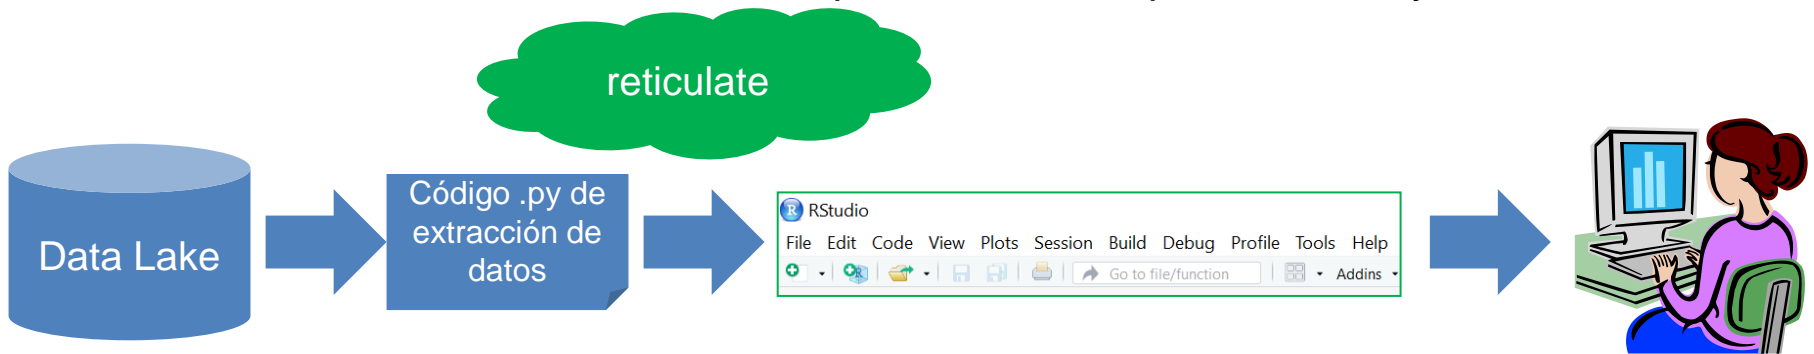 reticulate
Data Lake
Código .py de
extracción de
datos
R RStudio
File Edit Code View Plots Session Build Debug Profile Tools Help
R Go to file/function Addins